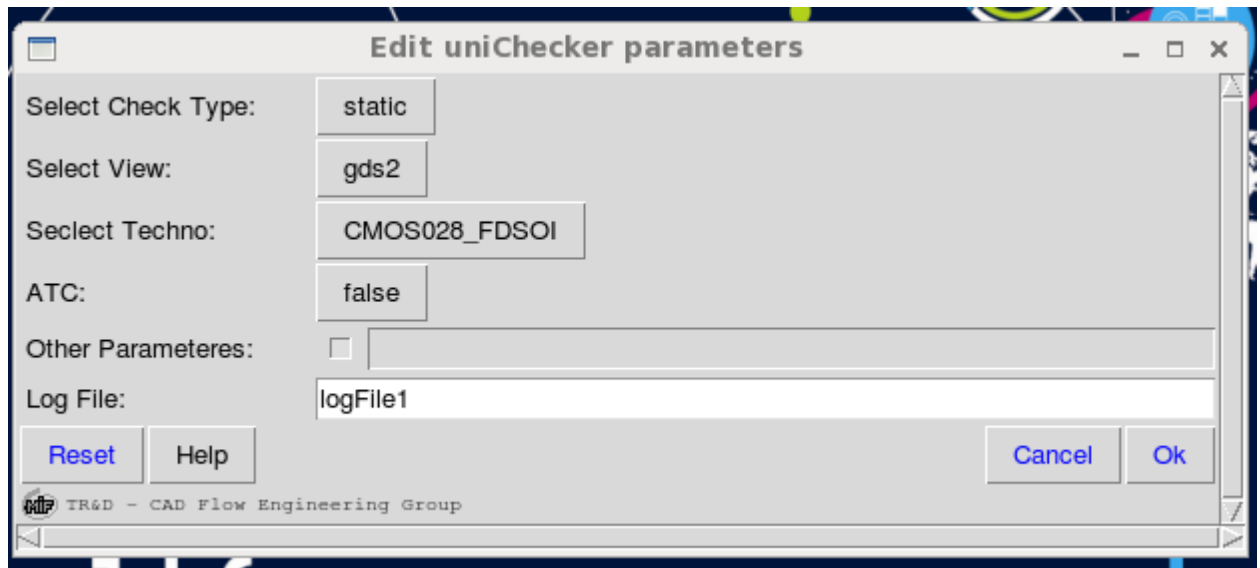 Edit uniChecker parameters
Select Check Type: static
Select View: gds2
Seclect Techno: CMOS028_FDSOI
ATC: false
Other Parameteres:
Log File: logFile1
Reset Help Cancel Ok
TR&D - CAD Flow Engineering Group